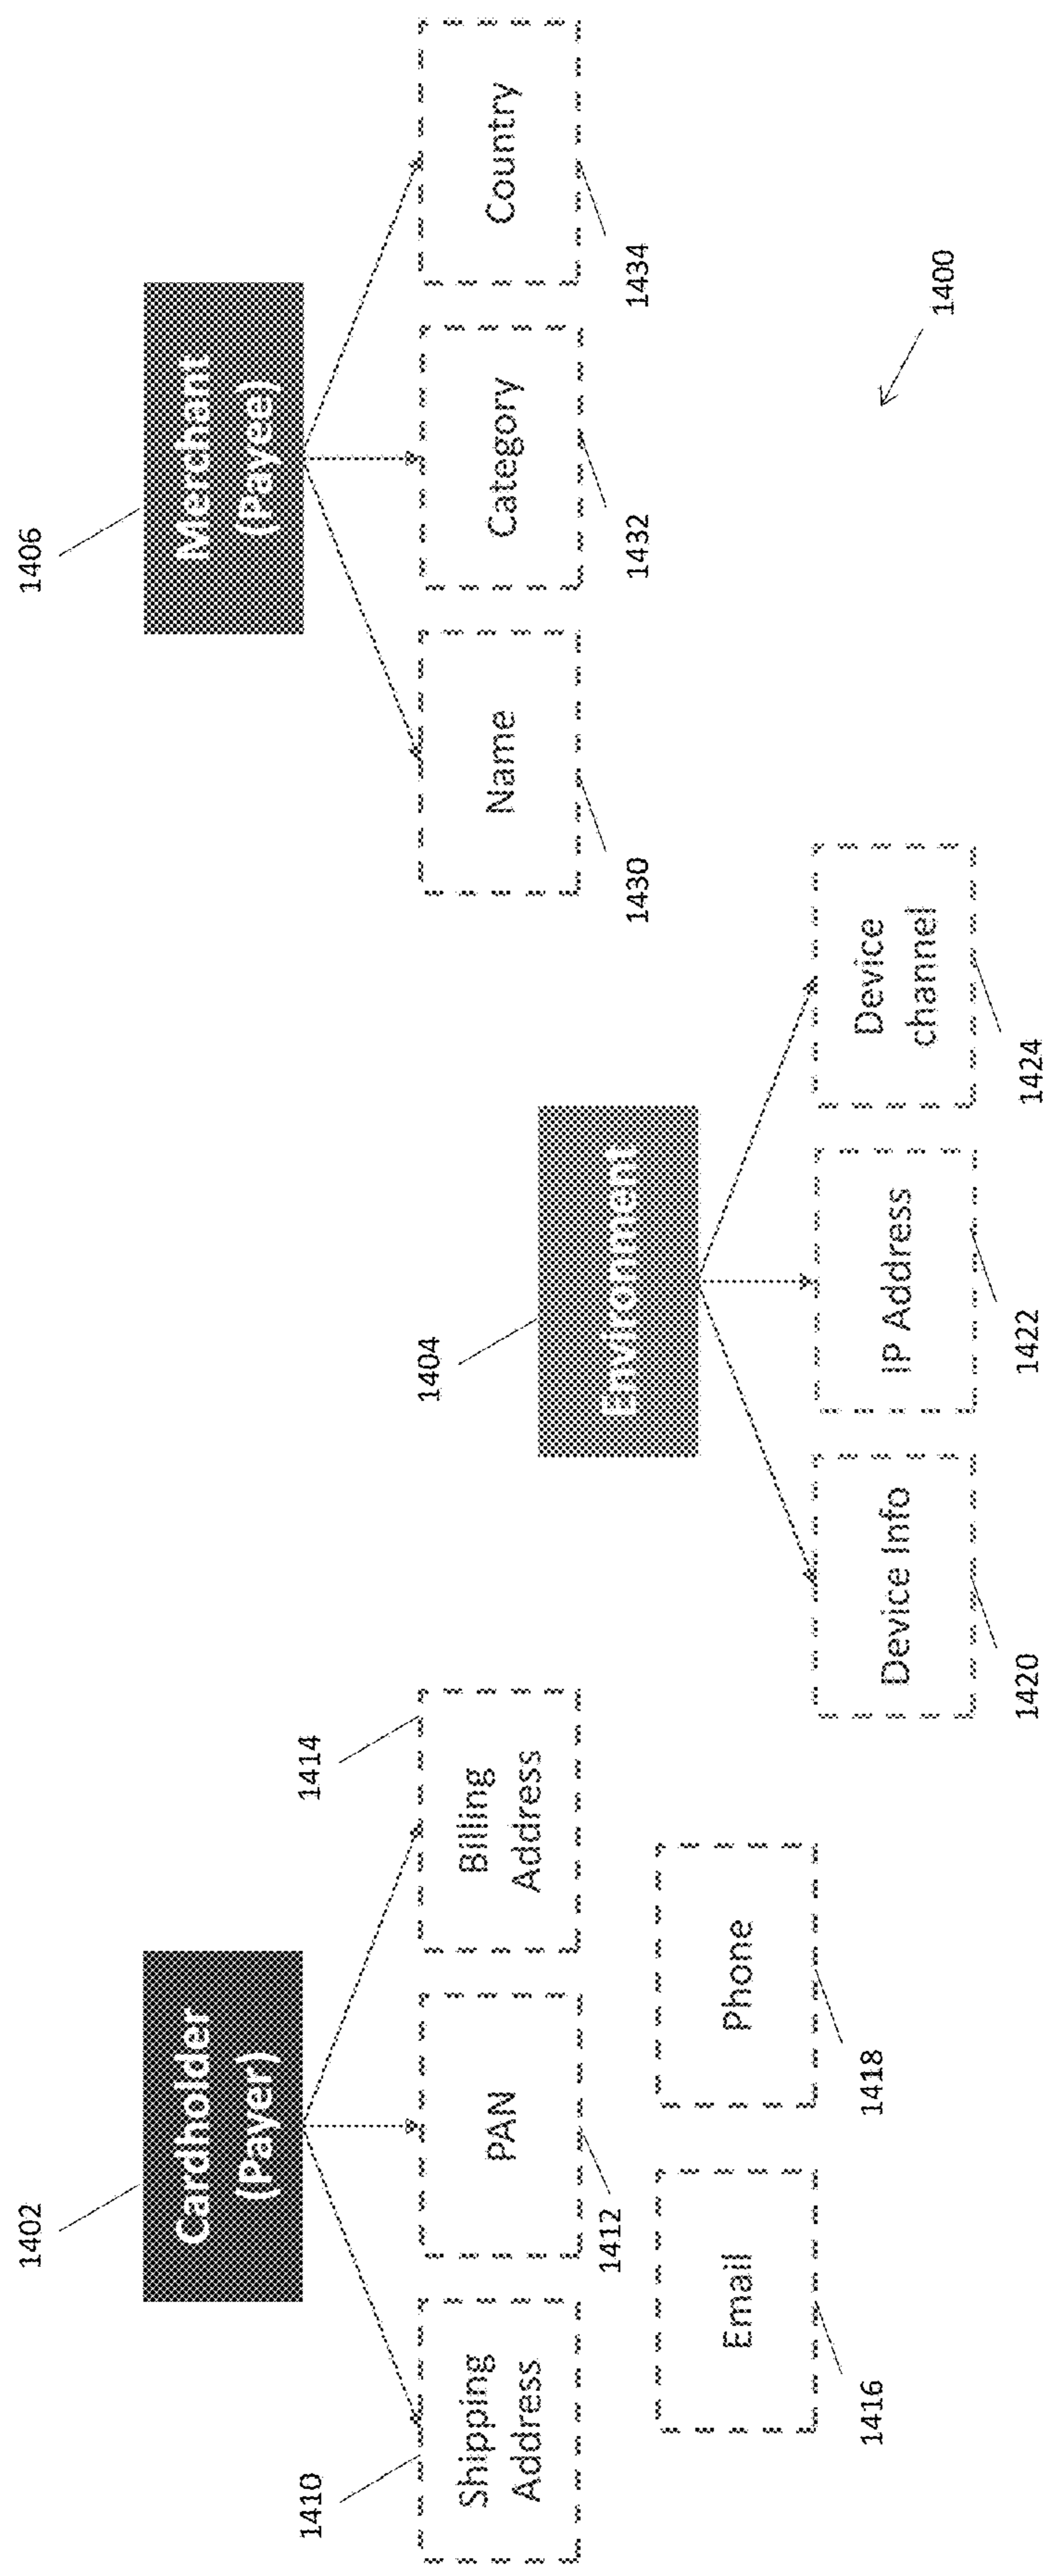 1402
Cardholder
(Payer)
1410
Shipping
Address
PAN
1412
1414
Billing
Address
Email
1416
Phone
1418
1404
Environment
Device Info
1420
IP Address
1422
Device
channel
1424
1406
Merchant
(Payee)
Name
1430
Category
1432
Country
1434
1400